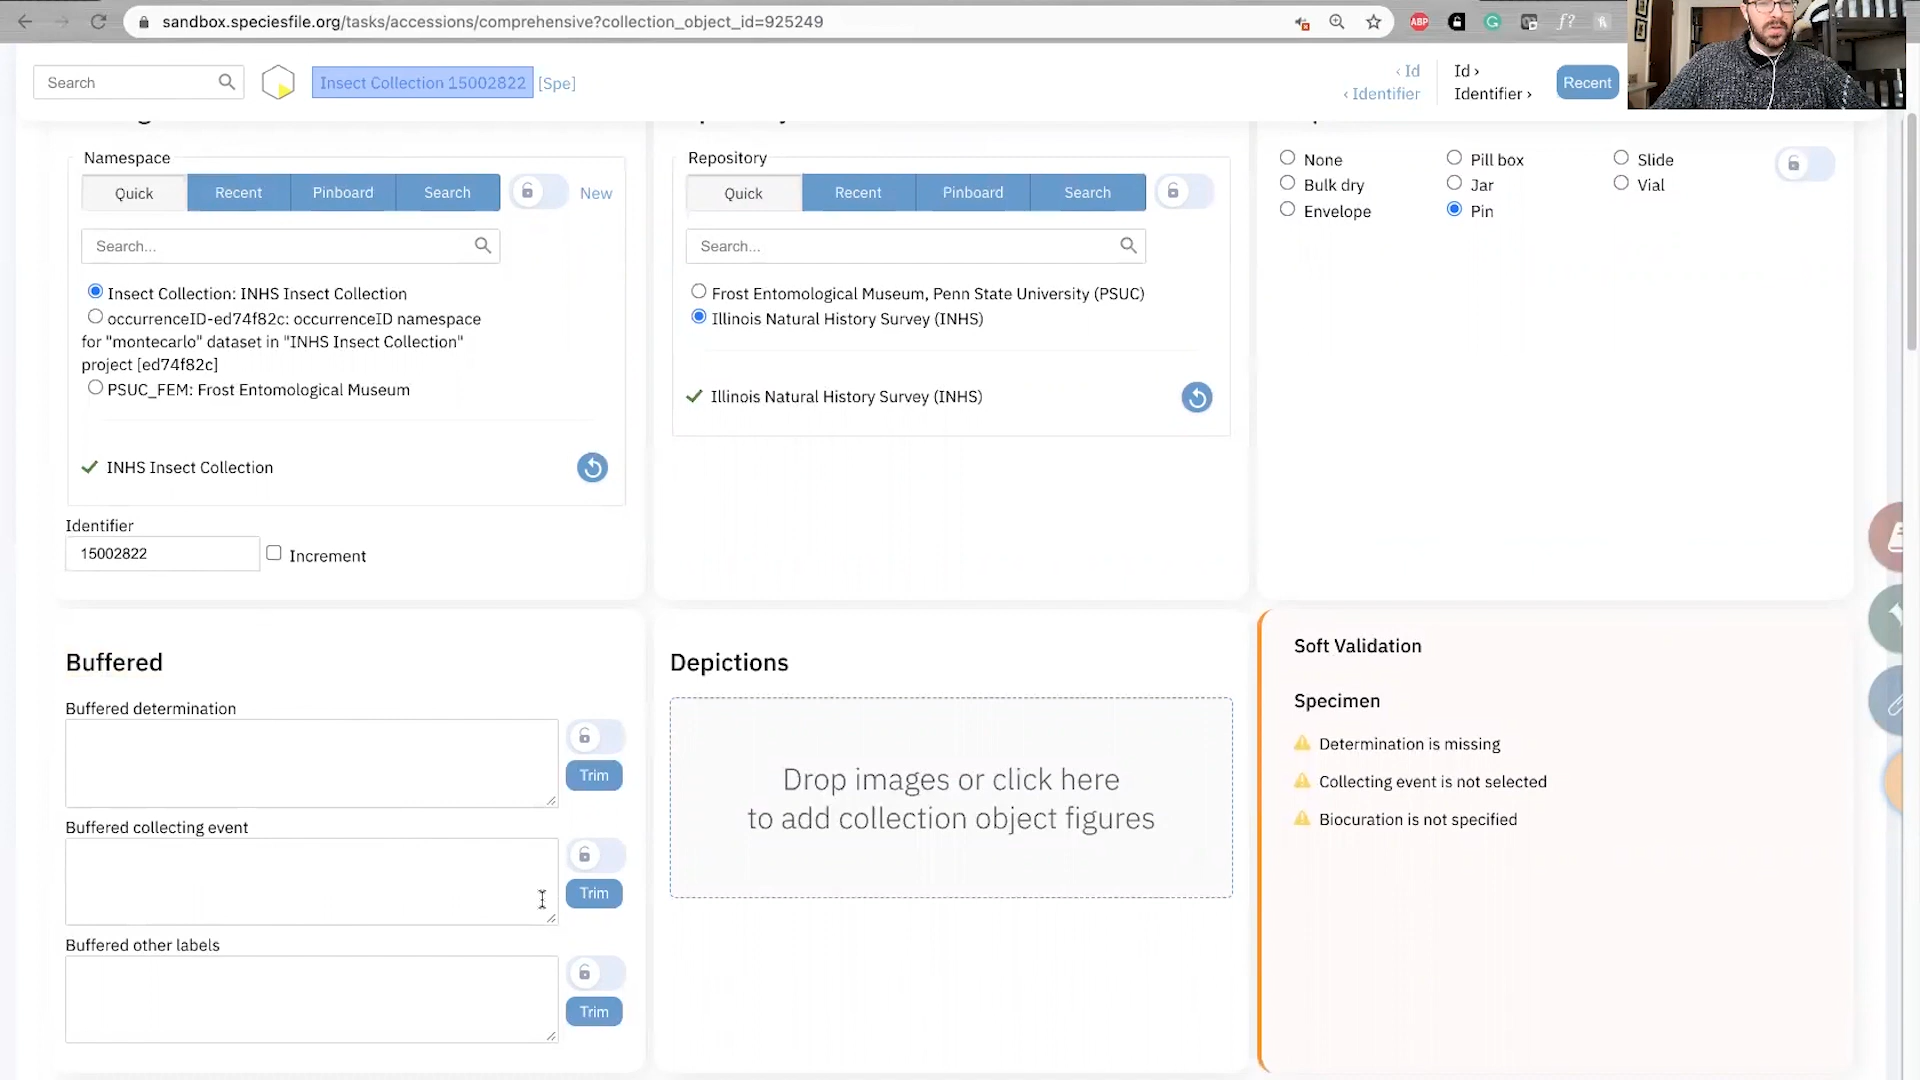 sandbox.speciesfile.org/tasks/accessions/comprehensive?collection_object_id=925249
ABP
f?
Search
Insect Collection 15002822 [Spe]
‹ Id
‹ Identifier
Id ›
Identifier ›
Recent
Namespace
Quick Recent Pinboard Search New
Search...
Insect Collection: INHS Insect Collection
occurrenceID-ed74f82c: occurrenceID namespace
for "montecarlo" dataset in "INHS Insect Collection"
project [ed74f82c]
PSUC_FEM: Frost Entomological Museum
INHS Insect Collection
Identifier
15002822
Increment
Repository
Quick Recent Pinboard Search
Search...
Frost Entomological Museum, Penn State University (PSUC)
Illinois Natural History Survey (INHS)
Illinois Natural History Survey (INHS)
None Pill box Slide
Bulk dry Jar Vial
Envelope Pin
Buffered
Buffered determination
Trim
Buffered collecting event
Trim
Buffered other labels
Trim
Depictions
Drop images or click here
to add collection object figures
Soft Validation
Specimen
Determination is missing
Collecting event is not selected
Biocuration is not specified